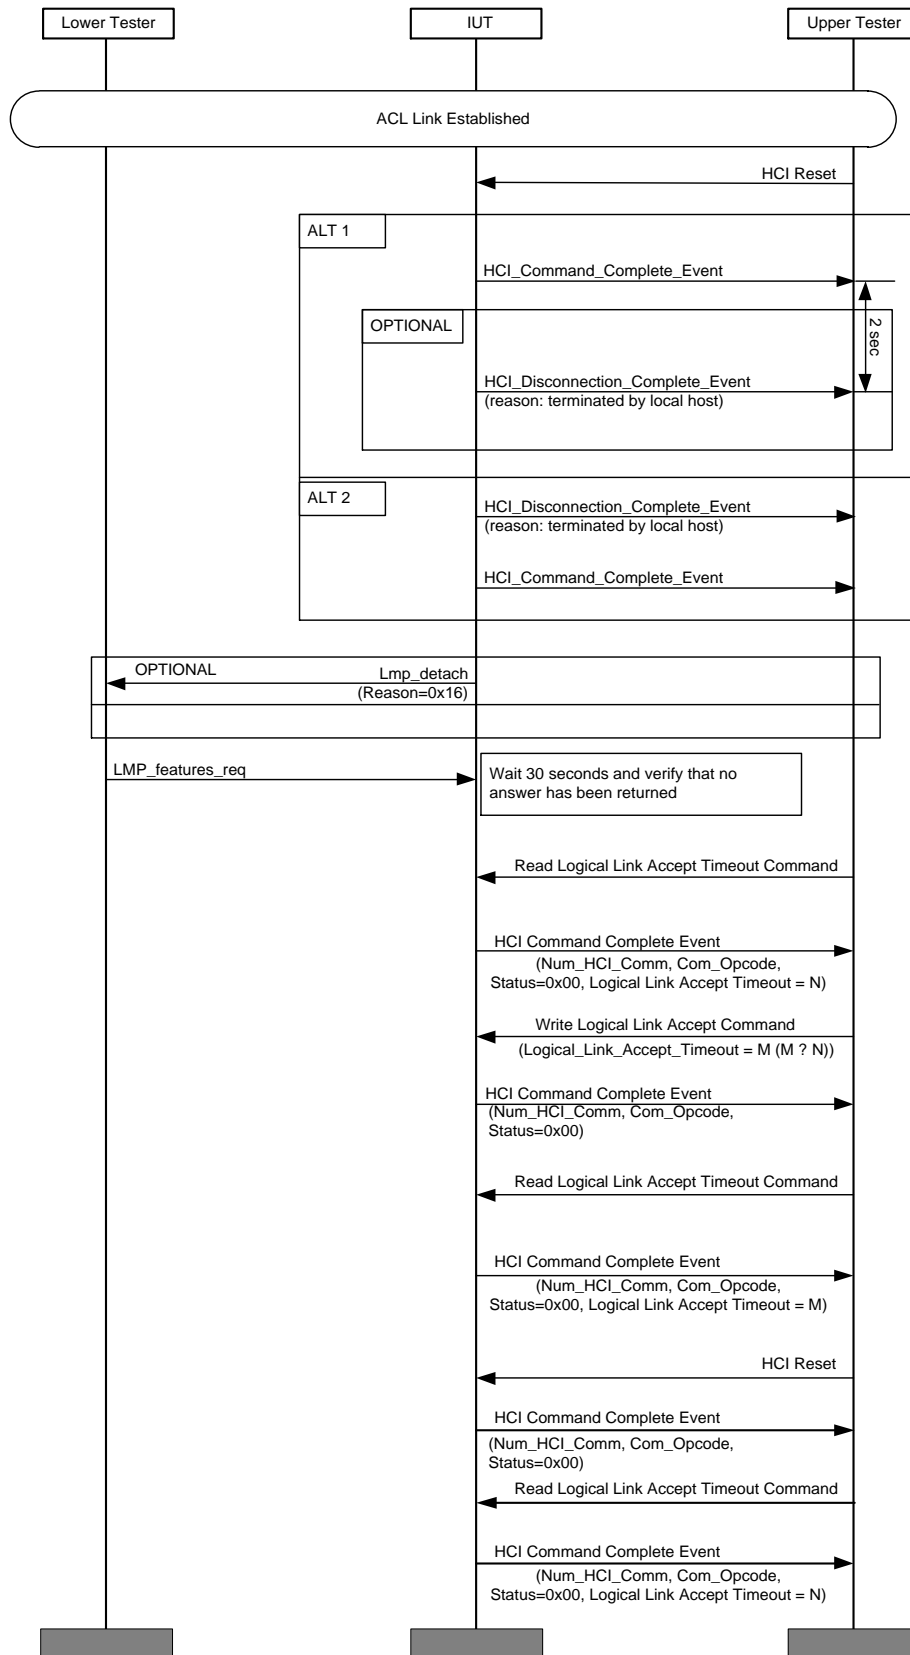 Lower Tester
IUT
Upper Tester
ACL Link Established
HCI Reset
ALT 1
HCI_Command_Complete_Event
OPTIONAL
2 sec
HCI_Disconnection_Complete_Event
(reason: terminated by local host)
ALT 2
HCI_Disconnection_Complete_Event
(reason: terminated by local host)
HCI_Command_Complete_Event
OPTIONAL
Lmp_detach
(Reason=0x16)
LMP_features_req
Wait 30 seconds and verify that no
answer has been returned
Read Logical Link Accept Timeout Command
HCI Command Complete Event
(Num_HCI_Comm, Com_Opcode,
Status=0x00, Logical Link Accept Timeout = N)
Write Logical Link Accept Command
(Logical_Link_Accept_Timeout = M (M ? N))
HCI Command Complete Event
(Num_HCI_Comm, Com_Opcode,
Status=0x00)
Read Logical Link Accept Timeout Command
HCI Command Complete Event
(Num_HCI_Comm, Com_Opcode,
Status=0x00, Logical Link Accept Timeout = M)
HCI Reset
HCI Command Complete Event
(Num_HCI_Comm, Com_Opcode,
Status=0x00)
Read Logical Link Accept Timeout Command
HCI Command Complete Event
(Num_HCI_Comm, Com_Opcode,
Status=0x00, Logical Link Accept Timeout = N)